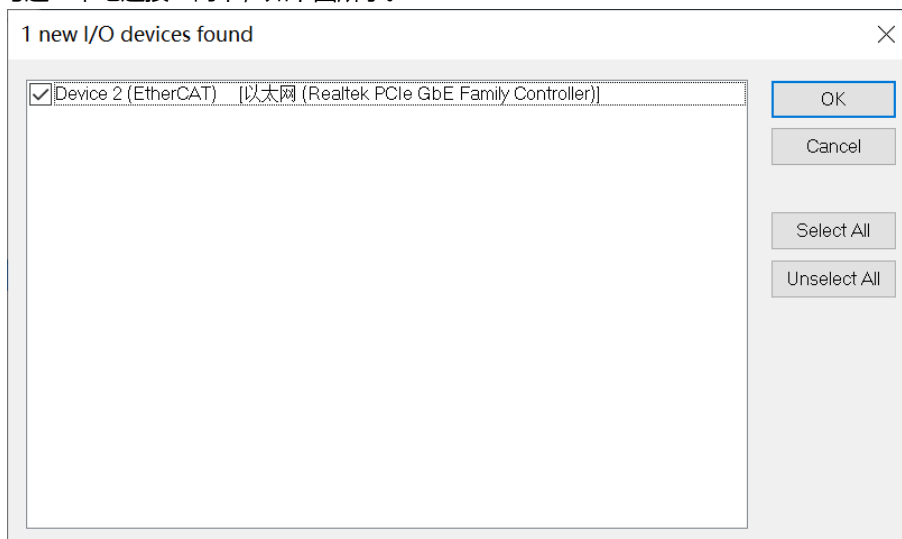 1 new I/O devices found
Device 2 (EtherCAT) [以太网 (Realtek PCIe GbE Family Controller)]
OK
Cancel
Select All
Unselect All